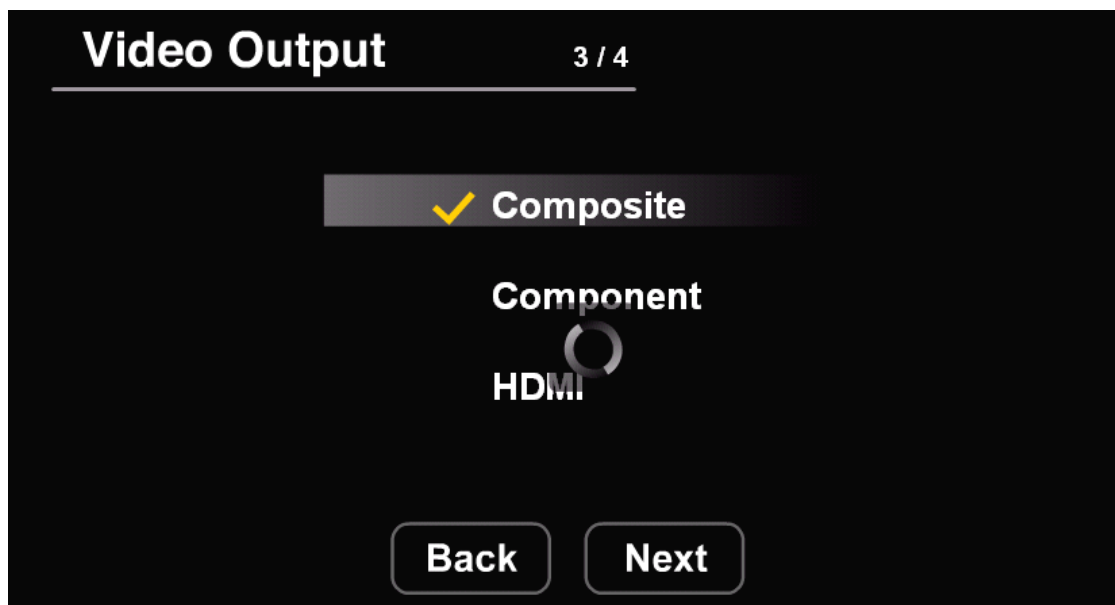 Video Output
3 / 4
Composite
Component
HDMI
Back
Next